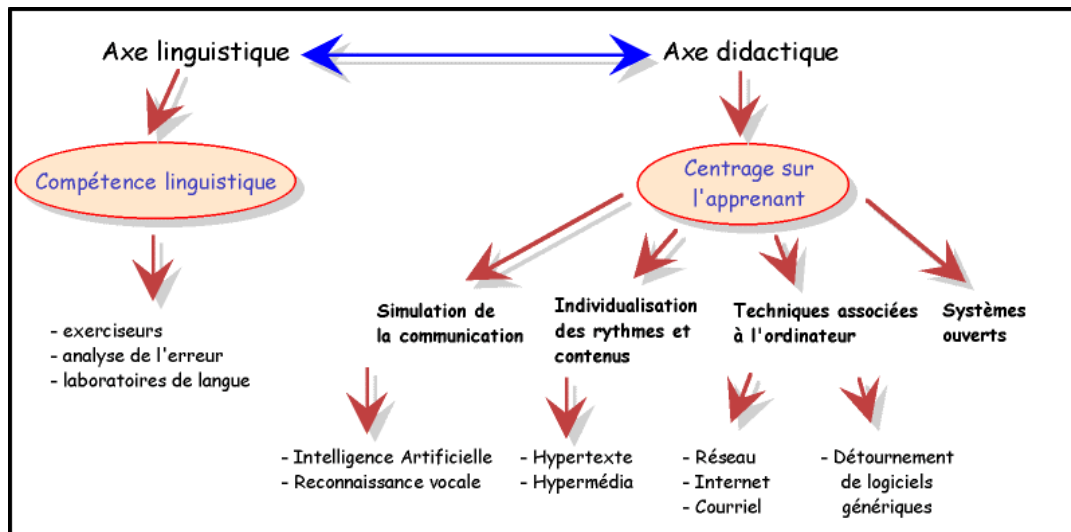 Axe linguistique
Axe didactique
Compétence linguistique
Centrage sur
l'apprenant
- exerciseurs
- analyse de l'erreur
- laboratoires de langue
Simulation de
la communication
Individualisation
des rythmes et
contenus
Techniques associées
à l'ordinateur
Systèmes
ouverts
- Intelligence Artificielle
- Reconnaissance vocale
- Hypertexte
- Hypermédia
- Réseau
- Internet
- Courriel
- Détournement
de logiciels
génériques